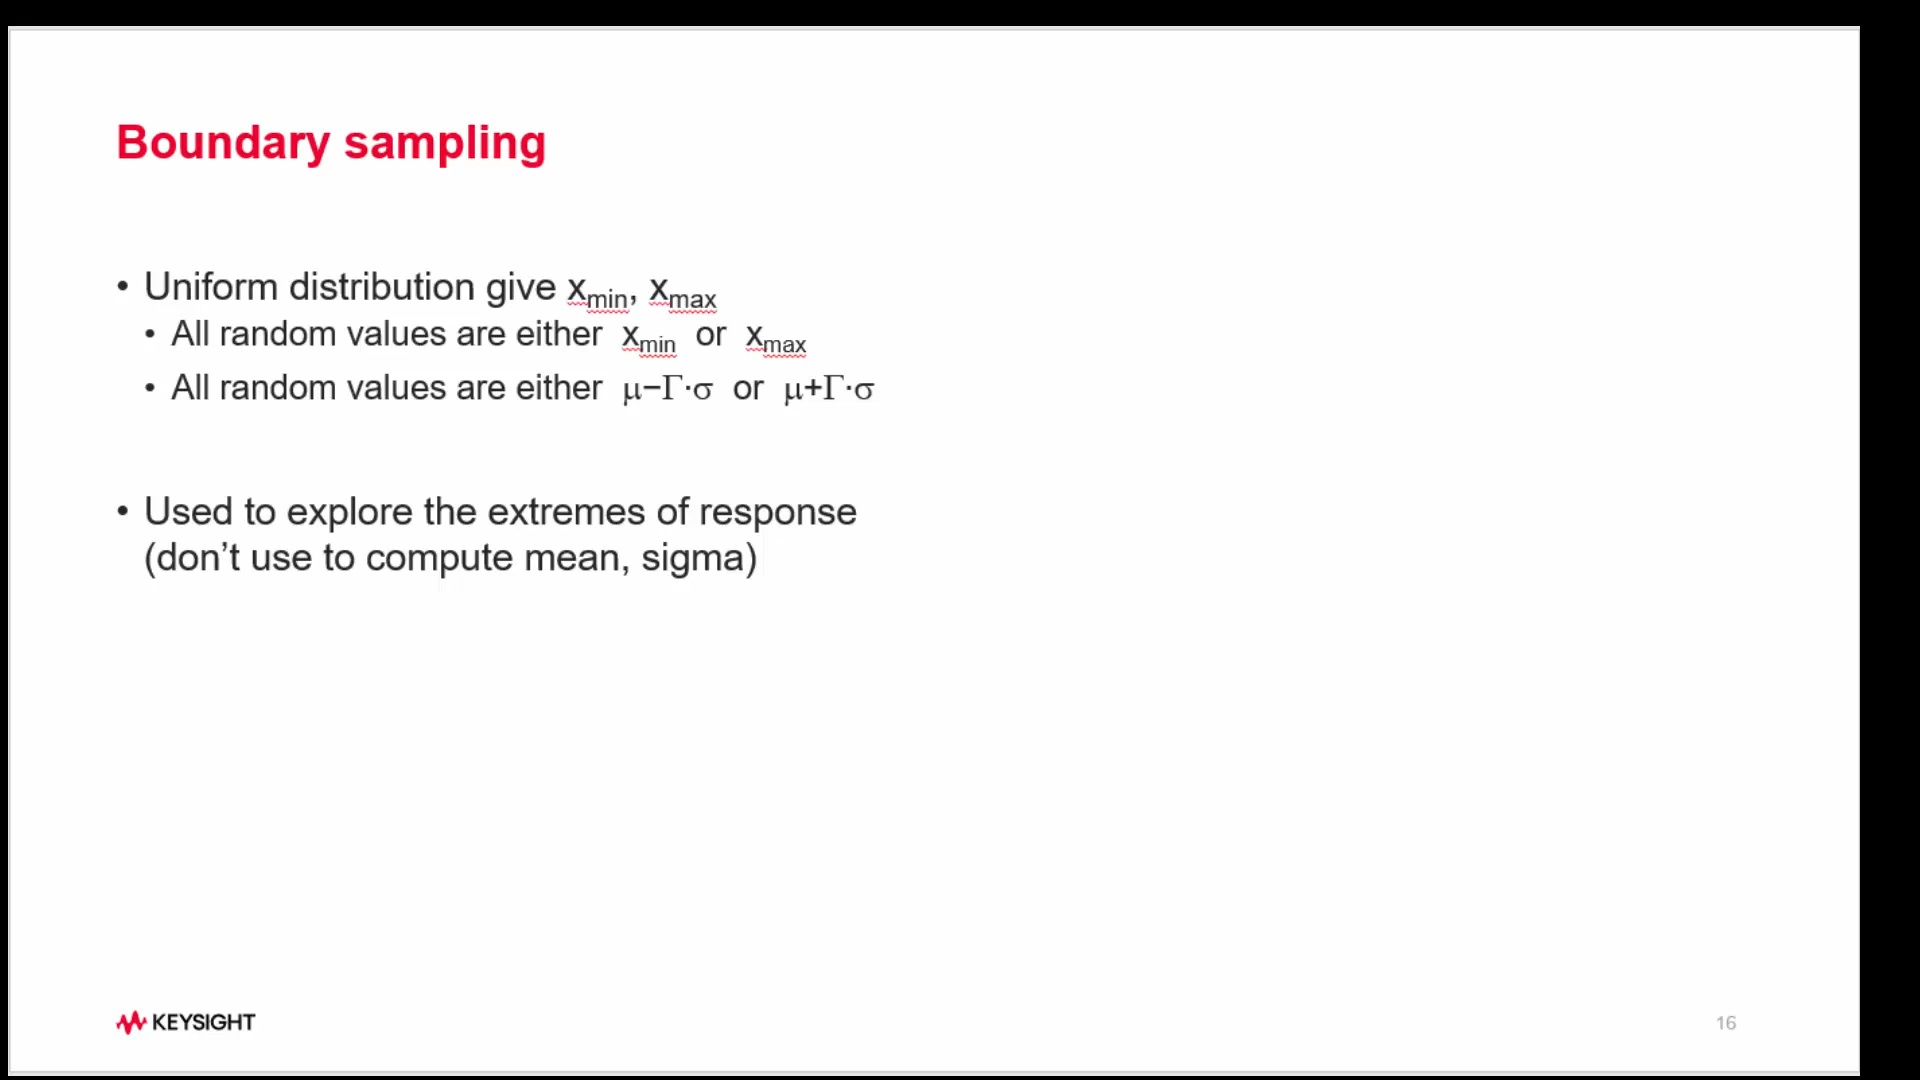 Boundary sampling
• Uniform distribution give xmin, xmax
• All random values are either xmin or xmax
• All random values are either μ−Γ·σ or μ+Γ·σ
• Used to explore the extremes of response
(don’t use to compute mean, sigma)
KEYSIGHT
16